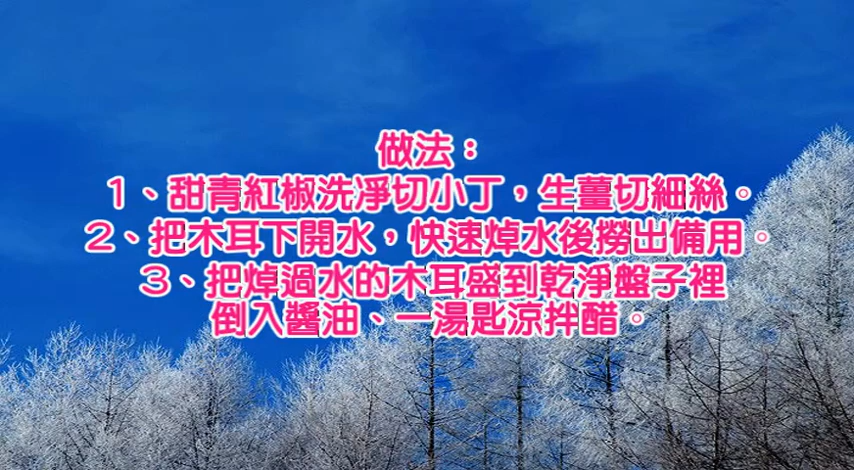 做法：
1、甜青紅椒洗淨切小丁，生薑切細絲。
2、把木耳下開水，快速焯水後撈出備用。
3、把焯過水的木耳盛到乾淨盤子裡
倒入醬油、一湯匙涼拌醋。